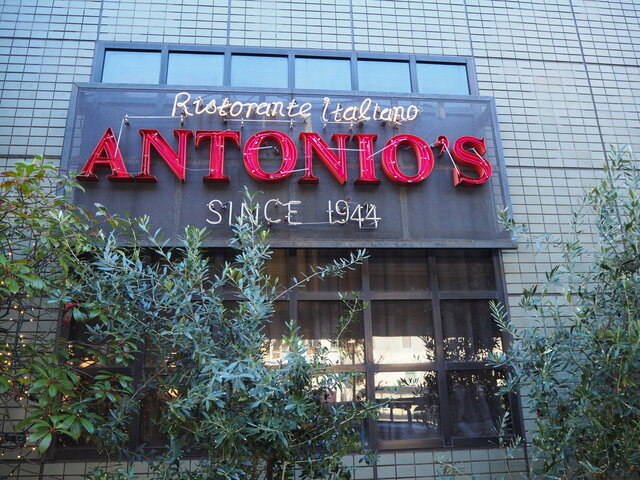 Ristorante Italiano
ANTONIO'S
SINCE 1944